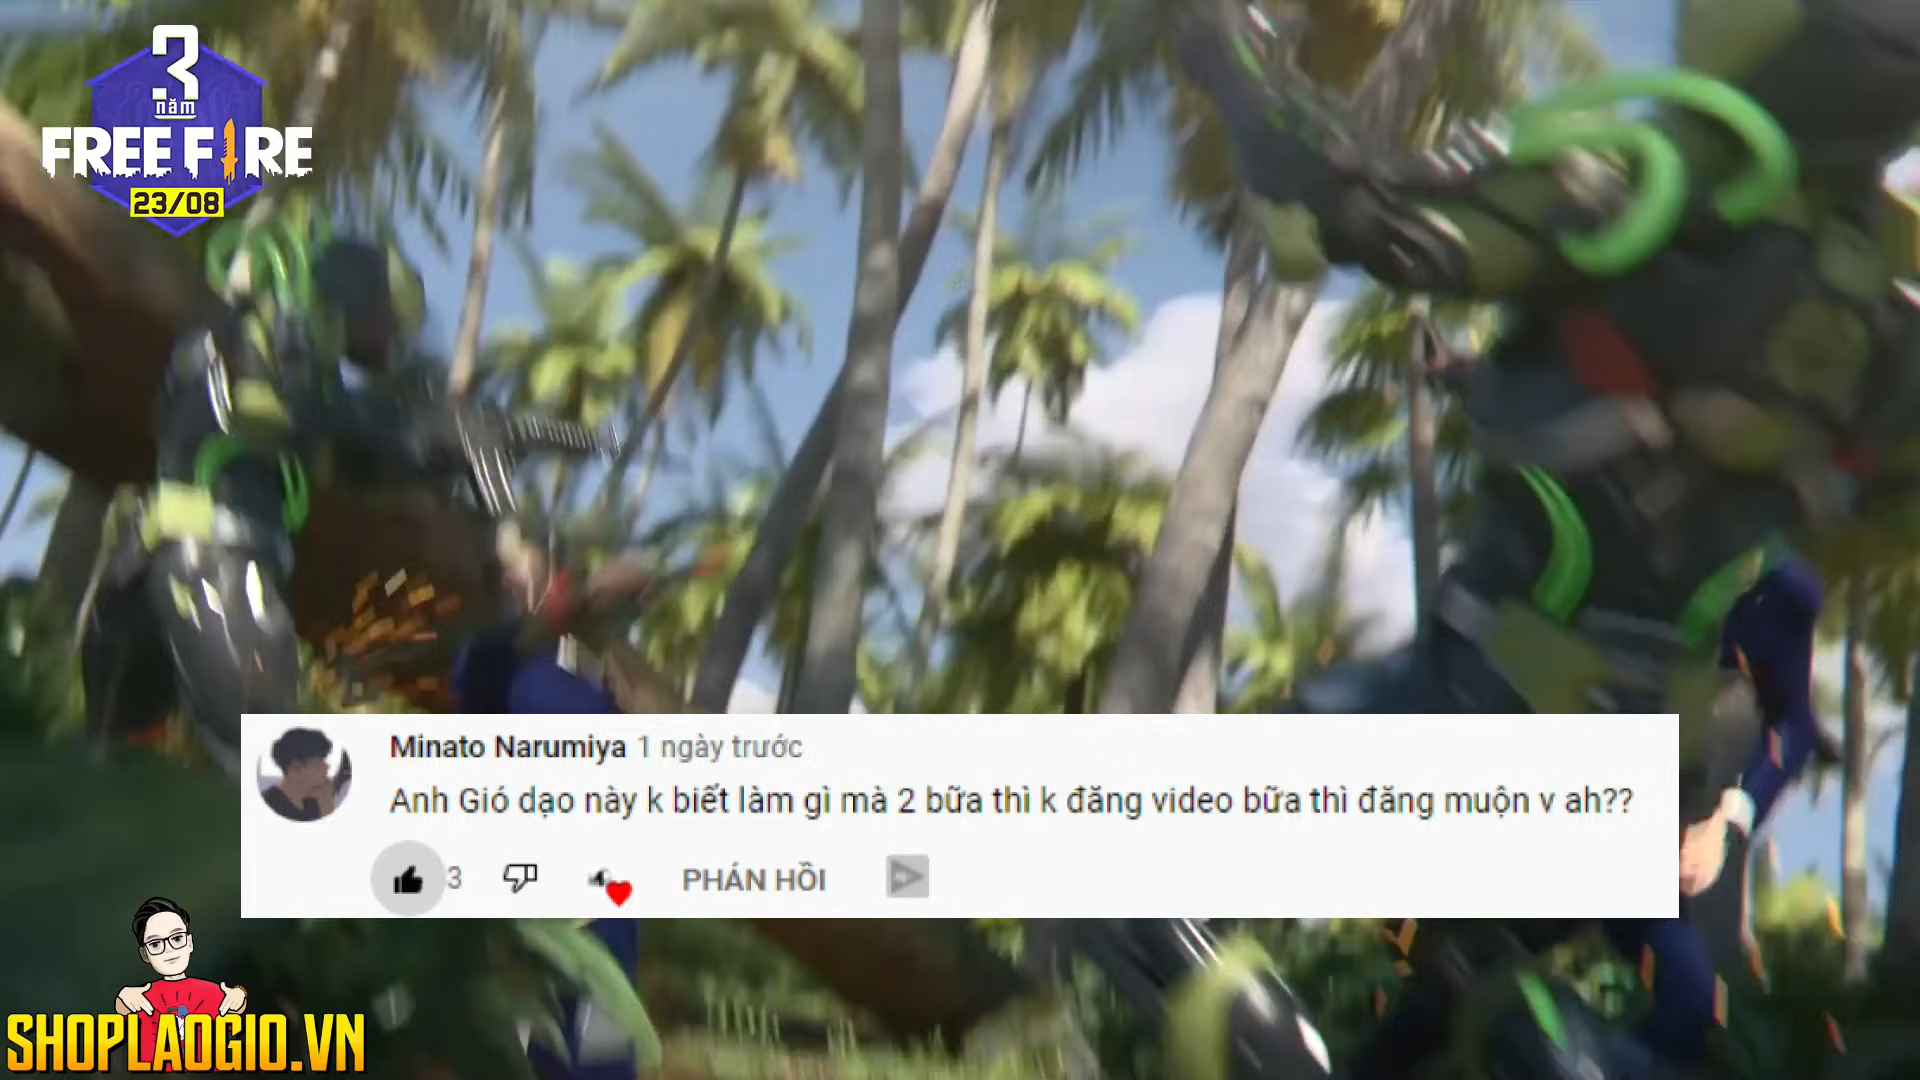 3
năm
FREE FIRE
23/08
Minato Narumiya 1 ngày trước
Anh Gió dạo này k biết làm gì mà 2 bữa thì k đăng video bữa thì đăng muộn v ah??
3
PHẢN HỒI
SHOPLAOGIO.VN